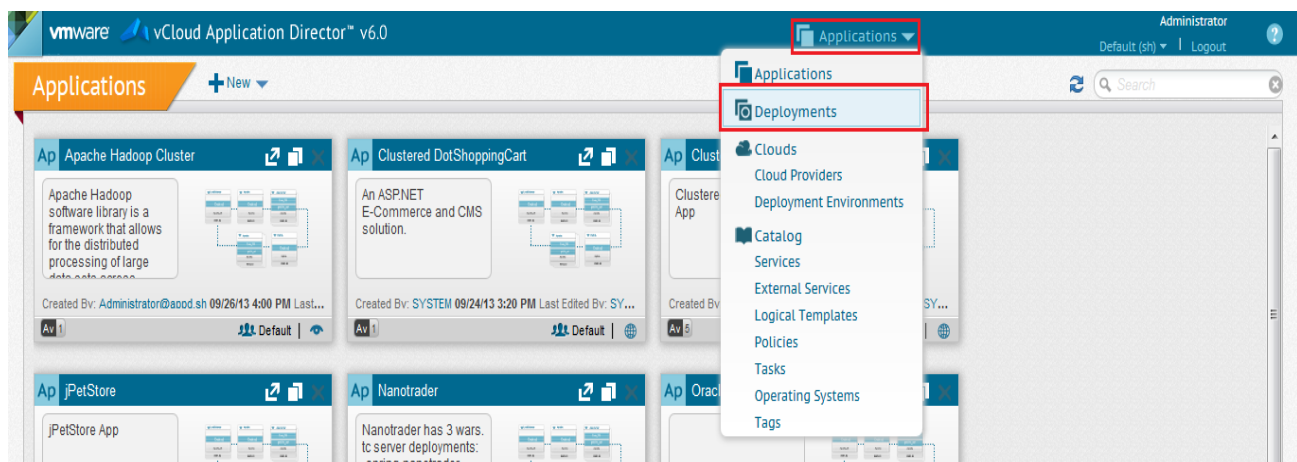 vmware vCloud Application Director™ v6.0
Applications
Administrator
Default (sh) | Logout
?
Applications
New
Search
Applications
Deployments
Clouds
Cloud Providers
Deployment Environments
Catalog
Services
External Services
Logical Templates
Policies
Tasks
Operating Systems
Tags
Ap Apache Hadoop Cluster
Apache Hadoop
software library is a
framework that allows
for the distributed
processing of large
data sets across
Created By: Administrator@appd.sh 09/26/13 4:00 PM Last...
Av 1
Default |
Ap Clustered DotShoppingCart
An ASP.NET
E-Commerce and CMS
solution.
Created By: SYSTEM 09/24/13 3:20 PM Last Edited By: SY...
Av 1
Default |
Ap Clust
Clustere
App
Created By
SY...
Av 5
|
Ap jPetStore
jPetStore App
Ap Nanotrader
Nanotrader has 3 wars.
tc server deployments:
Ap Orac